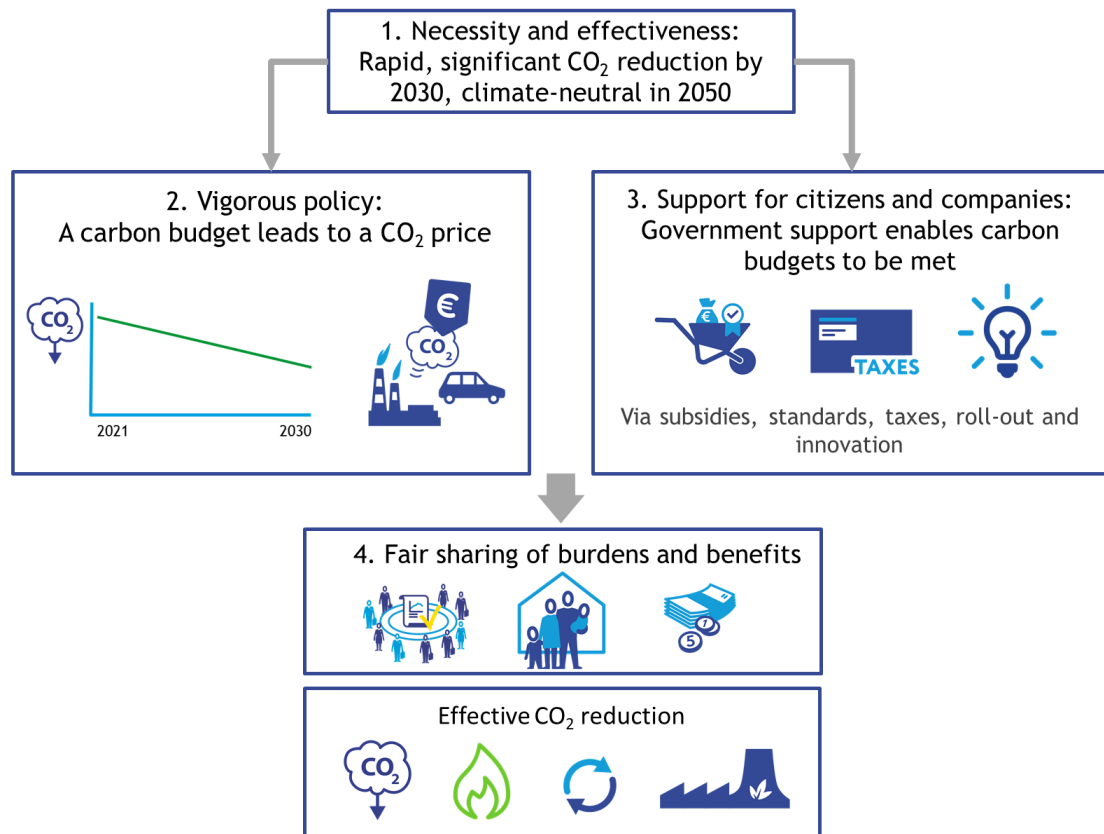 1. Necessity and effectiveness:
Rapid, significant CO₂ reduction by
2030, climate-neutral in 2050
2. Vigorous policy:
A carbon budget leads to a CO₂ price
CO₂
2021
2030
€
CO₂
3. Support for citizens and companies:
Government support enables carbon
budgets to be met
€
TAXES
Via subsidies, standards, taxes, roll-out and
innovation
4. Fair sharing of burdens and benefits
5
1
Effective CO₂ reduction
CO₂